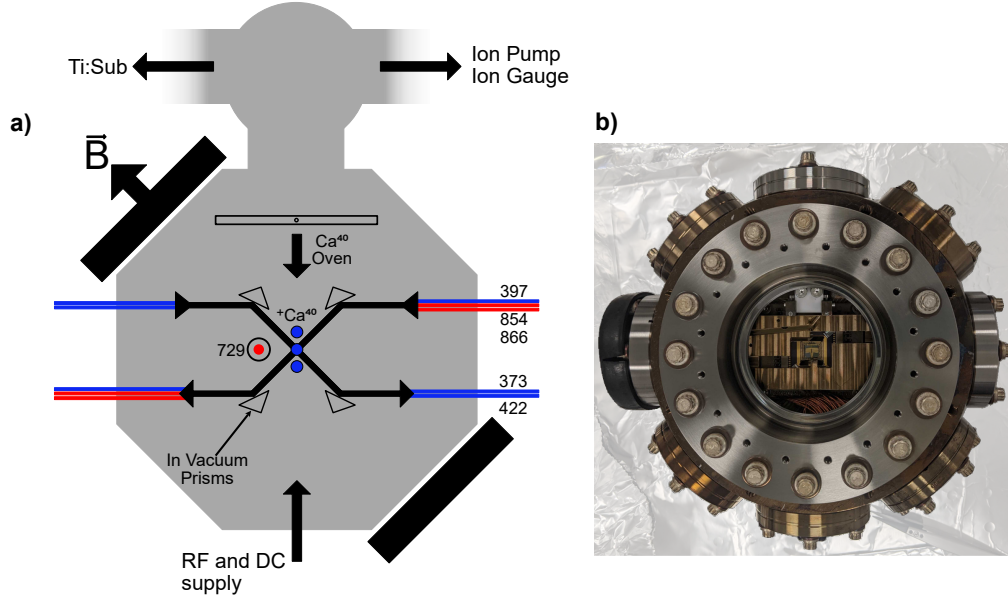 Ti:Sub
Ion Pump
Ion Gauge
a)
b)
B
Ca⁴⁰
Oven
397
854
866
⁺Ca⁴⁰
729
373
422
In Vacuum
Prisms
RF and DC
supply